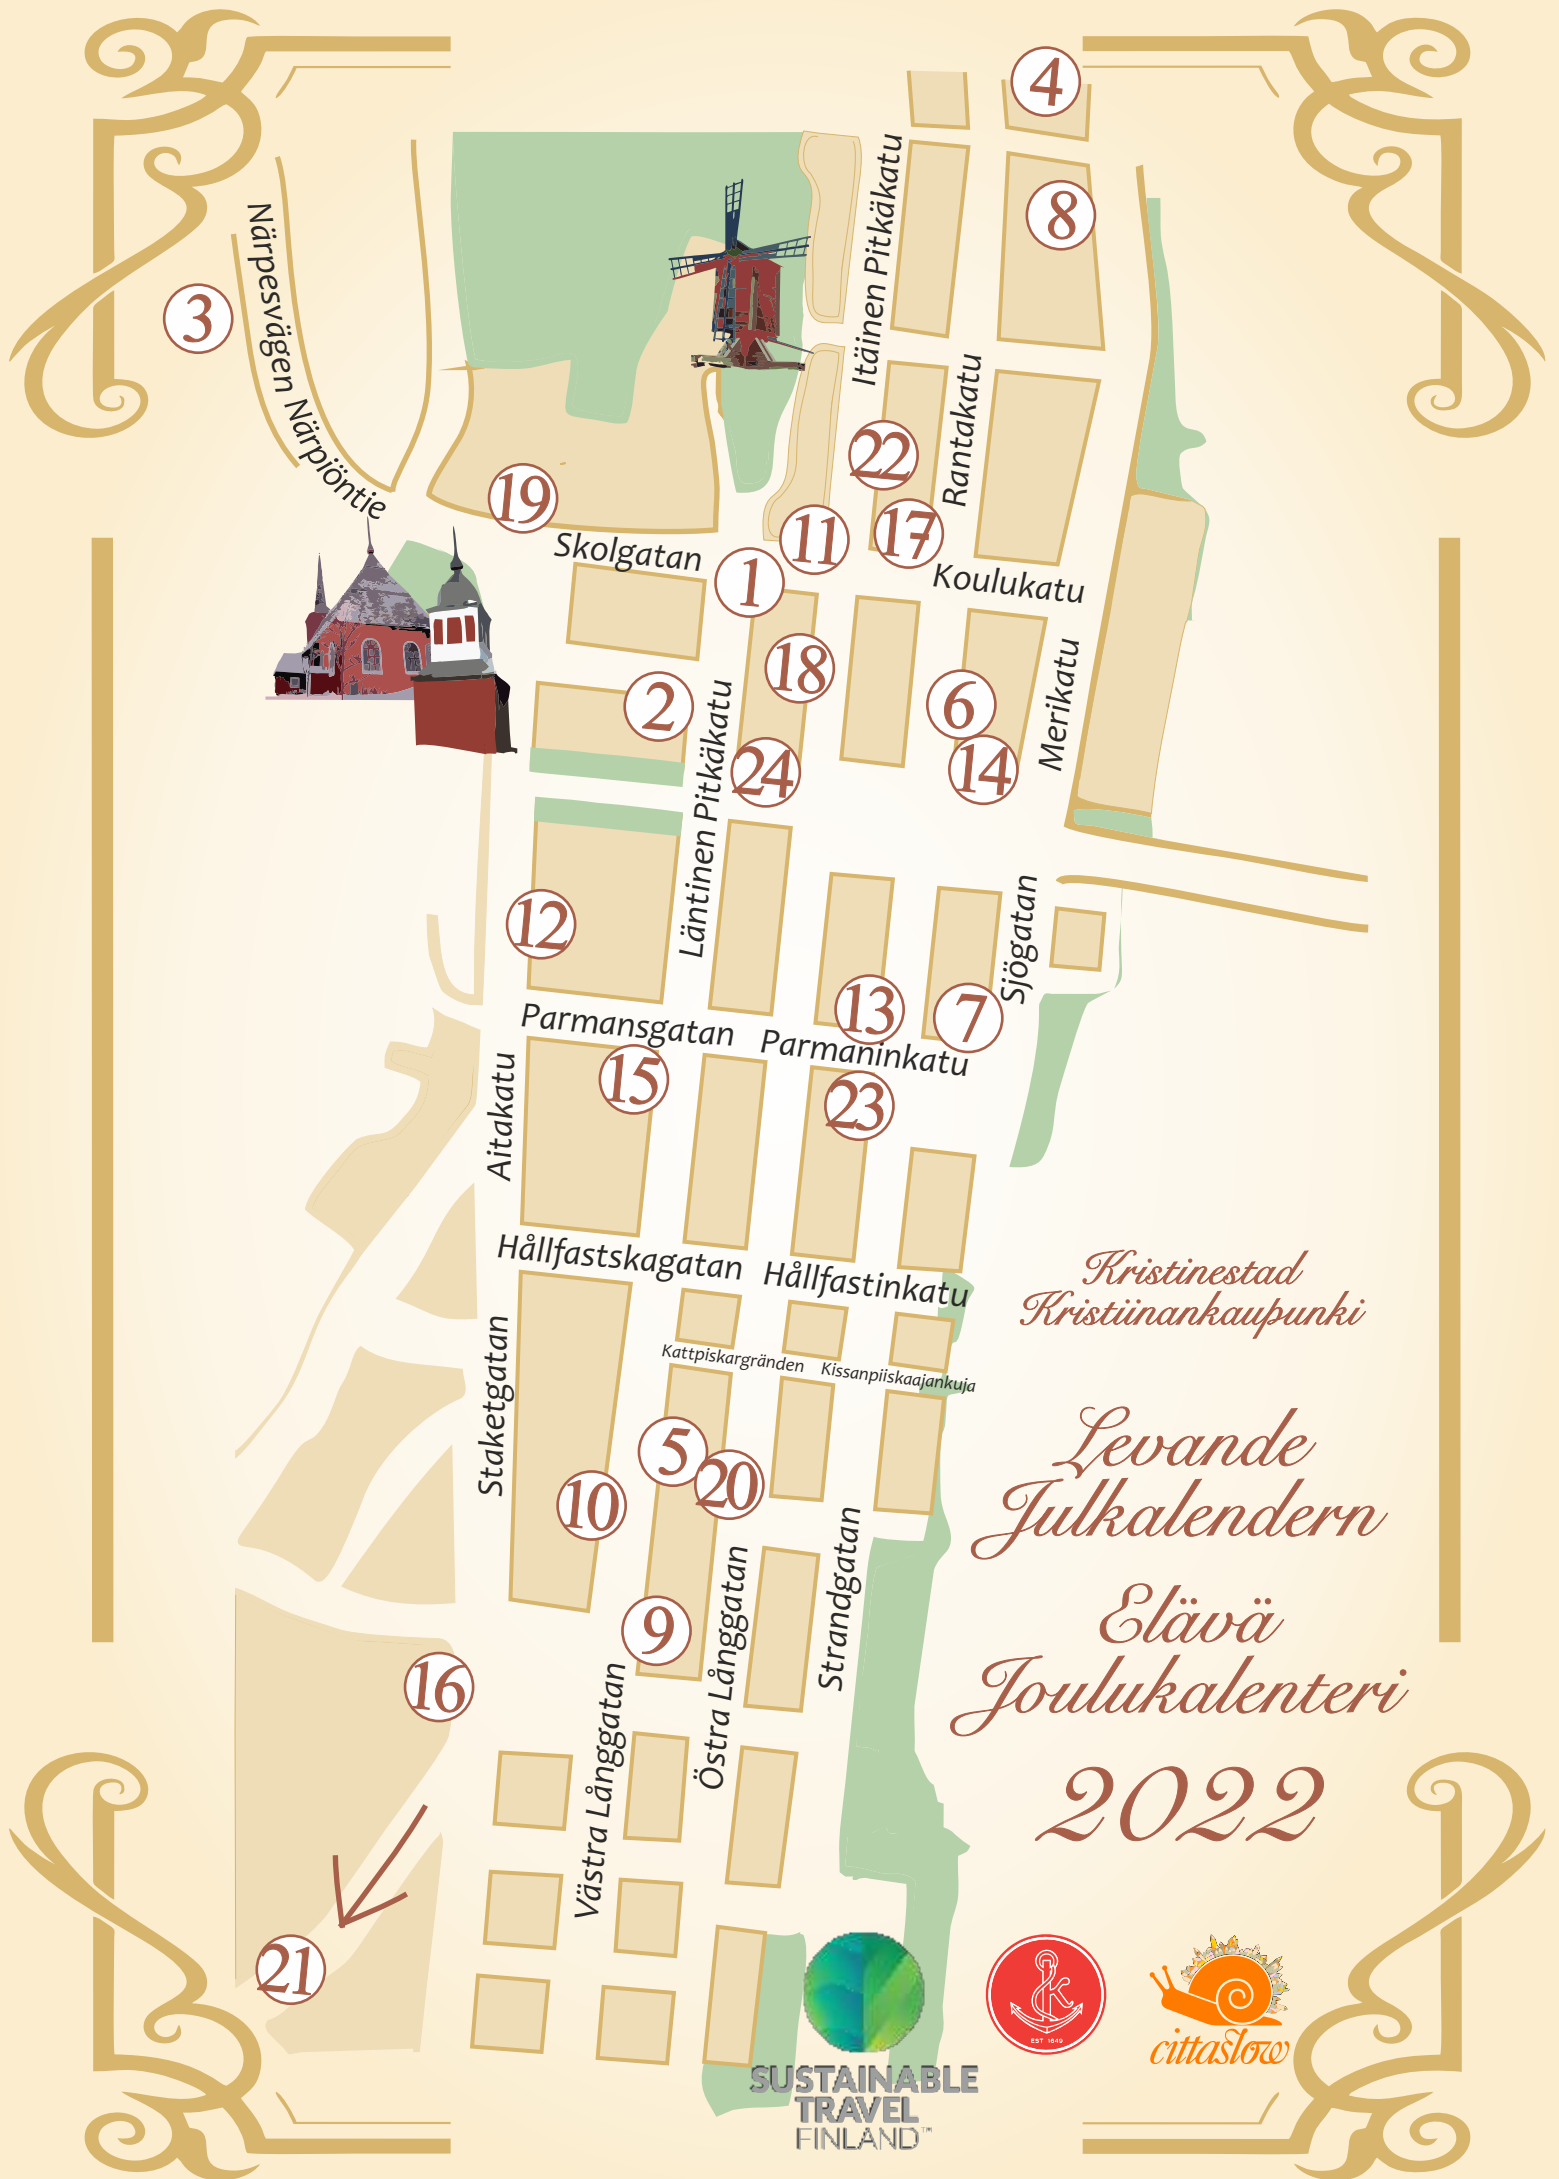 4
8
3
Närpesvägen Närpiöntie
Itäinen Pitkäkatu
Rantakatu
22
19
17
11
Skolgatan
1
Koulukatu
18
2
6
Merikatu
14
24
Läntinen Pitkäkatu
12
Sjögatan
13
7
Parmansgatan Parmaninkatu
15
23
Aitakatu
Hållfastskagatan Hållfastinkatu
Kristinestad
Kristiinankaupunki
Kattpiskargränden Kissanpiiskaajankuja
Staketgatan
5
20
10
Levande
Julkalendern
Strandgatan
9
Östra Långgatan
Elävä
Joulukalenteri
16
Västra Långgatan
2022
21
k
EST 1649
cittaslow
SUSTAINABLE
TRAVEL
FINLAND™